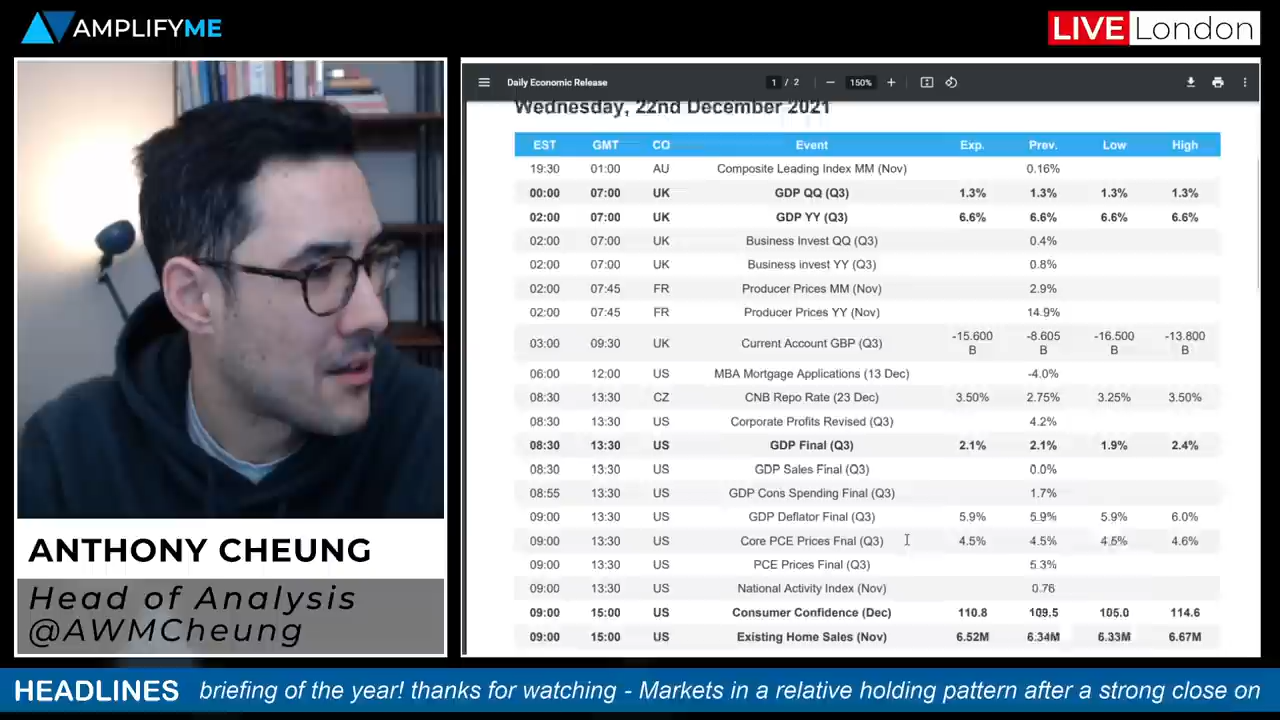 AMPLIFYME
LIVE London
Daily Economic Release
1 / 2
150%
Wednesday, 22nd December 2021
EST GMT CO Event Exp. Prev. Low High
19:30 01:00 AU Composite Leading Index MM (Nov) 0.16%
00:00 07:00 UK GDP QQ (Q3) 1.3% 1.3% 1.3% 1.3%
02:00 07:00 UK GDP YY (Q3) 6.6% 6.6% 6.6% 6.6%
02:00 07:00 UK Business Invest QQ (Q3) 0.4%
02:00 07:00 UK Business invest YY (Q3) 0.8%
02:00 07:45 FR Producer Prices MM (Nov) 2.9%
02:00 07:45 FR Producer Prices YY (Nov) 14.9%
03:00 09:30 UK Current Account GBP (Q3) -15.600 B -8.605 B -16.500 B -13.800 B
06:00 12:00 US MBA Mortgage Applications (13 Dec) -4.0%
08:30 13:30 CZ CNB Repo Rate (23 Dec) 3.50% 2.75% 3.25% 3.50%
08:30 13:30 US Corporate Profits Revised (Q3) 4.2%
08:30 13:30 US GDP Final (Q3) 2.1% 2.1% 1.9% 2.4%
08:30 13:30 US GDP Sales Final (Q3) 0.0%
08:55 13:30 US GDP Cons Spending Final (Q3) 1.7%
09:00 13:30 US GDP Deflator Final (Q3) 5.9% 5.9% 5.9% 6.0%
09:00 13:30 US Core PCE Prices Fnal (Q3) 4.5% 4.5% 4.5% 4.6%
09:00 13:30 US PCE Prices Final (Q3) 5.3%
09:00 13:30 US National Activity Index (Nov) 0.76
09:00 15:00 US Consumer Confidence (Dec) 110.8 109.5 105.0 114.6
09:00 15:00 US Existing Home Sales (Nov) 6.52M 6.34M 6.33M 6.67M
ANTHONY CHEUNG
Head of Analysis
@AWMCheung
HEADLINES briefing of the year! thanks for watching - Markets in a relative holding pattern after a strong close on